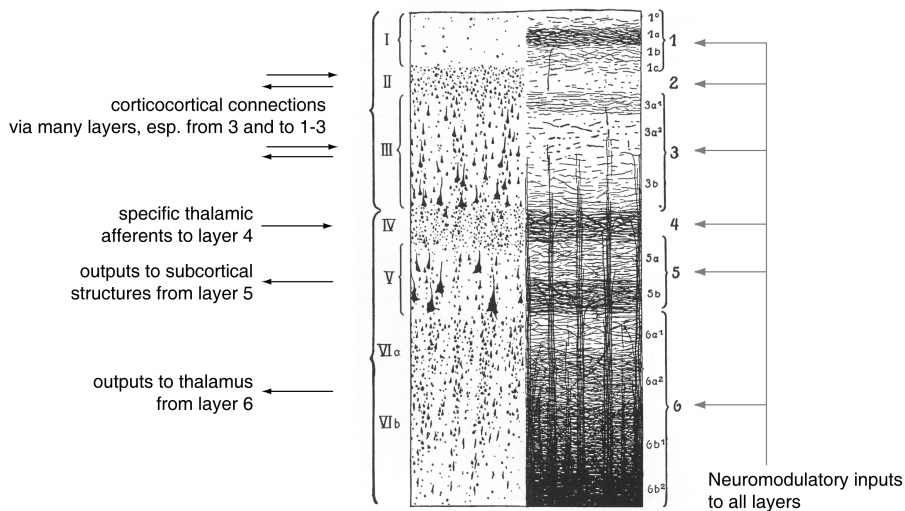 corticocortical connections
via many layers, esp. from 3 and to 1-3
specific thalamic
afferents to layer 4
outputs to subcortical
structures from layer 5
outputs to thalamus
from layer 6
I
II
III
IV
V
VI a
VI b
1°
1a
1b
1c
3a¹
3a²
3b
5a
5b
6a¹
6a²
6b¹
6b²
1
2
3
4
5
6
Neuromodulatory inputs
to all layers